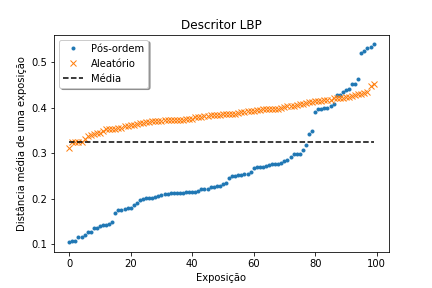 Descritor LBP
Pós-ordem
Aleatório
Média
Distância média de uma exposição
0.5
0.4
0.3
0.2
0.1
0 20 40 60 80 100
Exposição